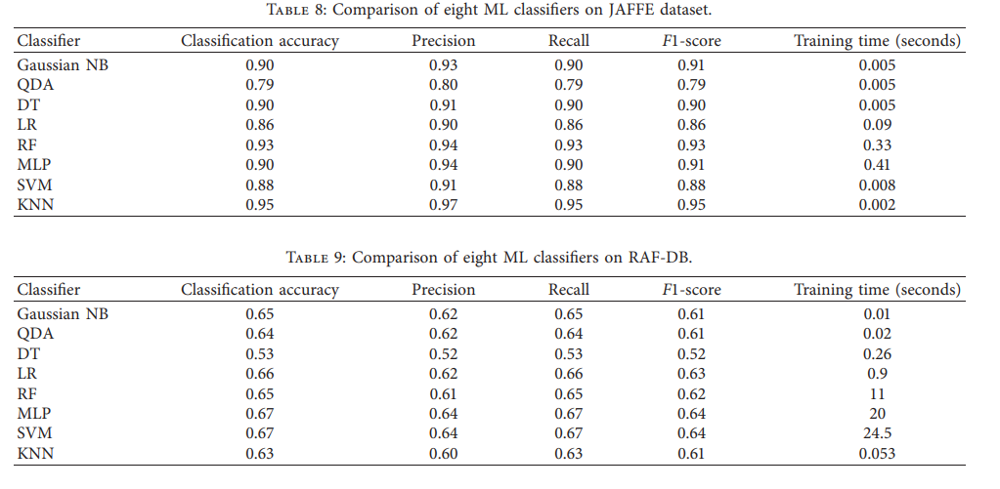 TABLE 8: Comparison of eight ML classifiers on JAFFE dataset.
Classifier Classification accuracy Precision Recall F1-score Training time (seconds)
Gaussian NB 0.90 0.93 0.90 0.91 0.005
QDA 0.79 0.80 0.79 0.79 0.005
DT 0.90 0.91 0.90 0.90 0.005
LR 0.86 0.90 0.86 0.86 0.09
RF 0.93 0.94 0.93 0.93 0.33
MLP 0.90 0.94 0.90 0.91 0.41
SVM 0.88 0.91 0.88 0.88 0.008
KNN 0.95 0.97 0.95 0.95 0.002
TABLE 9: Comparison of eight ML classifiers on RAF-DB.
Classifier Classification accuracy Precision Recall F1-score Training time (seconds)
Gaussian NB 0.65 0.62 0.65 0.61 0.01
QDA 0.64 0.62 0.64 0.61 0.02
DT 0.53 0.52 0.53 0.52 0.26
LR 0.66 0.62 0.66 0.63 0.9
RF 0.65 0.61 0.65 0.62 11
MLP 0.67 0.64 0.67 0.64 20
SVM 0.67 0.64 0.67 0.64 24.5
KNN 0.63 0.60 0.63 0.61 0.053